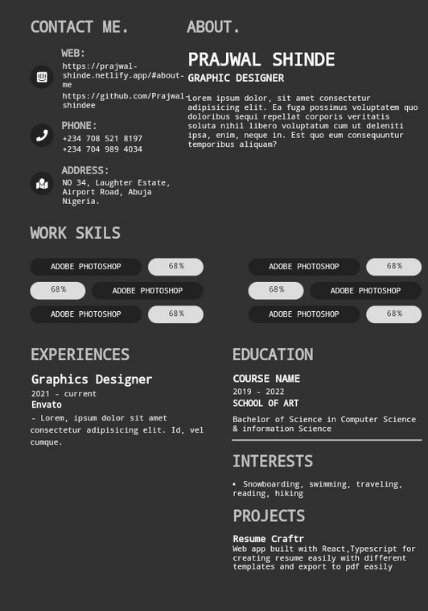 CONTACT ME.
WEB:
https://prajwal-
shinde.netlify.app/#about-
me
https://github.com/Prajwal-
shindee
PHONE:
+234 708 521 8197
+234 704 989 4034
ADDRESS:
NO 34, Laughter Estate,
Airport Road, Abuja
Nigeria.
ABOUT.
PRAJWAL SHINDE
GRAPHIC DESIGNER
Lorem ipsum dolor, sit amet consectetur
adipisicing elit. Ea fuga possimus voluptatem quo
doloribus sequi repellat corporis veritatis
soluta nihil libero voluptatum cum ut deleniti
ipsa, enim, neque in. Est quo eum consequuntur
temporibus aliquam?
WORK SKILS
ADOBE PHOTOSHOP 68%
68% ADOBE PHOTOSHOP
ADOBE PHOTOSHOP 68%
ADOBE PHOTOSHOP 68%
68% ADOBE PHOTOSHOP
ADOBE PHOTOSHOP 68%
EXPERIENCES
Graphics Designer
2021 - current
Envato
- Lorem, ipsum dolor sit amet
consectetur adipisicing elit. Id, vel
cumque.
EDUCATION
COURSE NAME
2019 - 2022
SCHOOL OF ART
Bachelor of Science in Computer Science
& information Science
INTERESTS
• Snowboarding, swimming, traveling,
reading, hiking
PROJECTS
Resume Craftr
Web app built with React,Typescript for
creating resume easily with different
templates and export to pdf easily